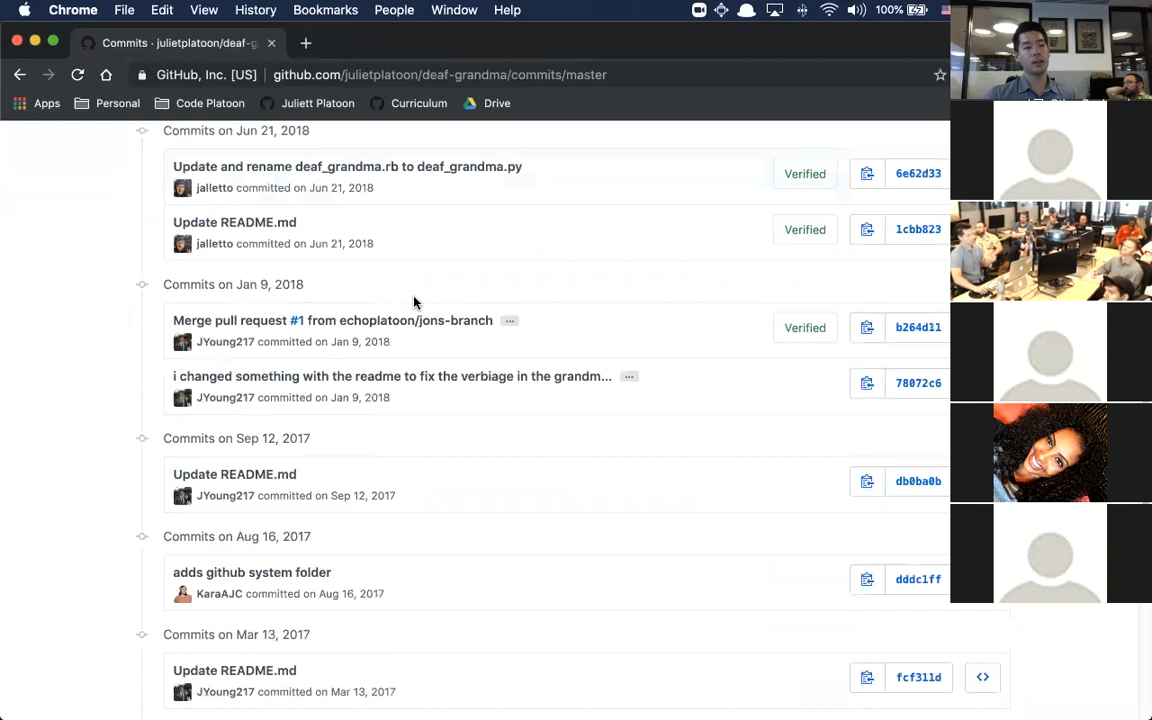 Chrome File Edit View History Bookmarks People Window Help 100%
Commits · julietplatoon/deaf-g
GitHub, Inc. [US] github.com/julietplatoon/deaf-grandma/commits/master
Apps Personal Code Platoon Juliett Platoon Curriculum Drive
Commits on Jun 21, 2018
Update and rename deaf_grandma.rb to deaf_grandma.py
Verified
6e62d33
jalletto committed on Jun 21, 2018
Update README.md
Verified
1cbb823
jalletto committed on Jun 21, 2018
Commits on Jan 9, 2018
Merge pull request #1 from echoplatoon/jons-branch ...
Verified
b264d11
JYoung217 committed on Jan 9, 2018
i changed something with the readme to fix the verbiage in the grandm... ...
78072c6
JYoung217 committed on Jan 9, 2018
Commits on Sep 12, 2017
Update README.md
db0ba0b
JYoung217 committed on Sep 12, 2017
Commits on Aug 16, 2017
adds github system folder
dddc1ff
KaraAJC committed on Aug 16, 2017
Commits on Mar 13, 2017
Update README.md
fcf311d
JYoung217 committed on Mar 13, 2017